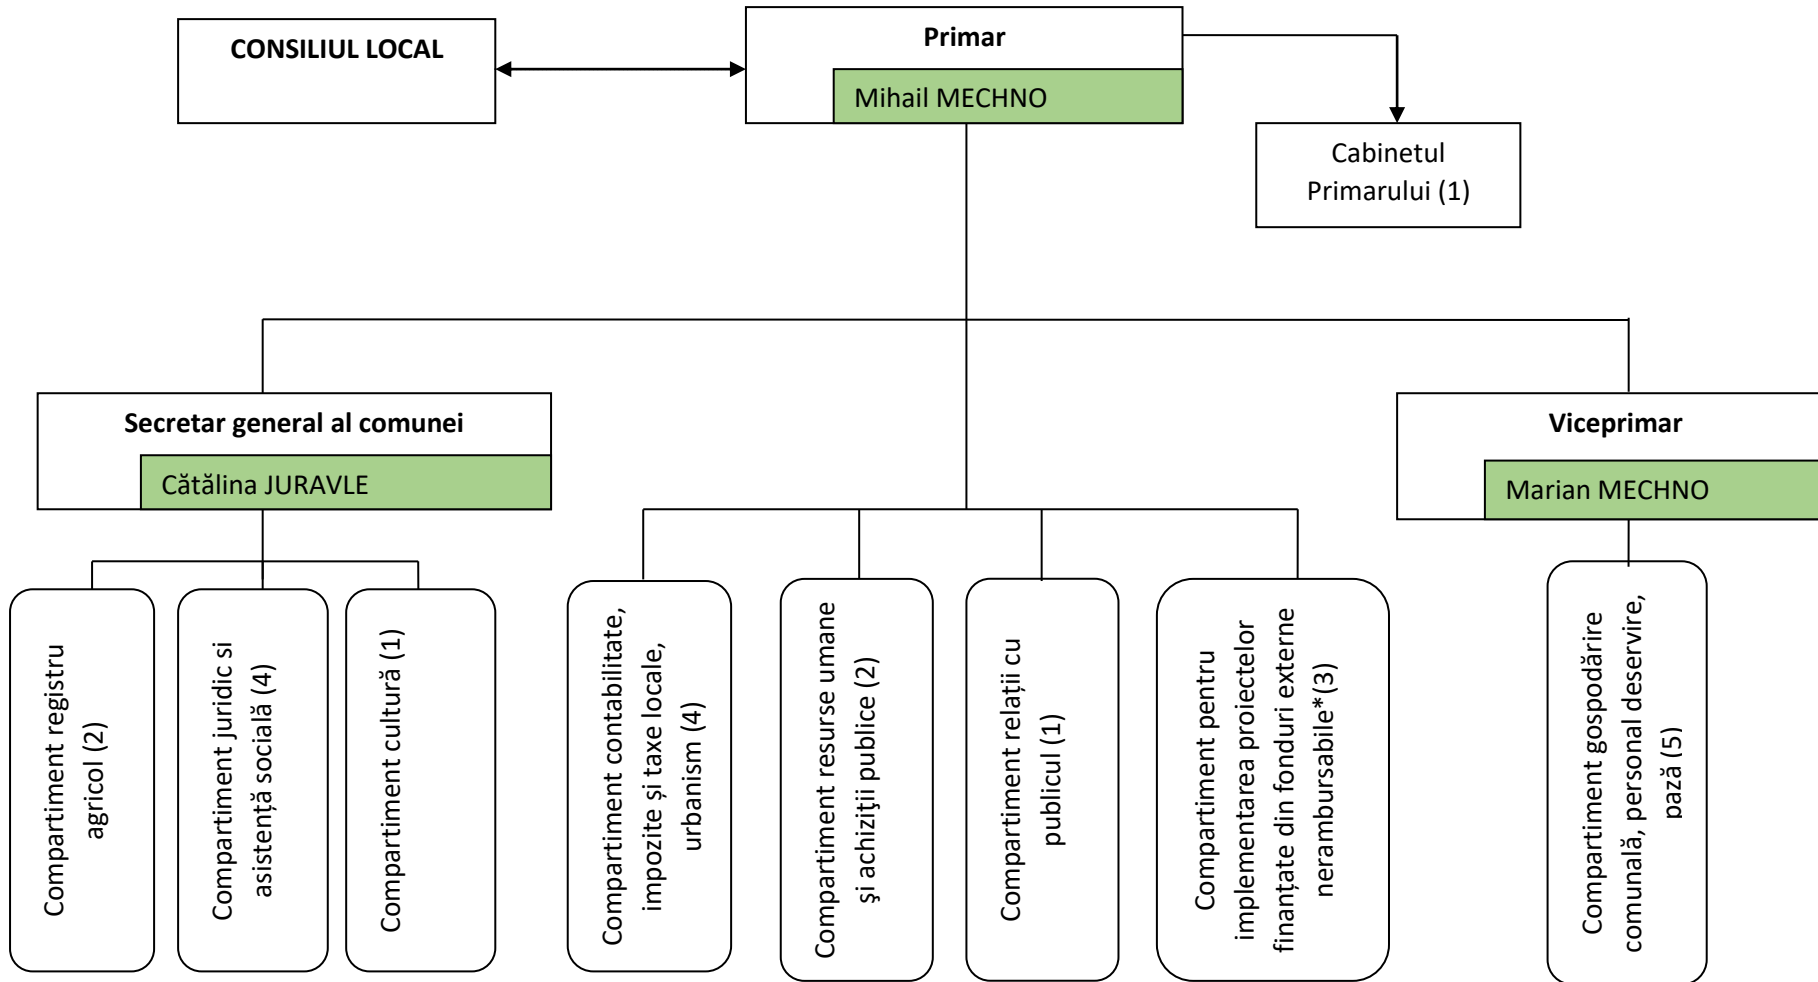 CONSILIUL LOCAL
Primar
Mihail MECHNO
Cabinetul
Primarului (1)
Secretar general al comunei
Cătălina JURAVLE
Viceprimar
Marian MECHNO
Compartiment registru
agricol (2)
Compartiment juridic si
asistență socială (4)
Compartiment cultură (1)
Compartiment contabilitate,
impozite și taxe locale,
urbanism (4)
Compartiment resurse umane
şi achiziţii publice (2)
Compartiment relații cu
publicul (1)
Compartiment pentru
implementarea proiectelor
finanțate din fonduri externe
nerambursabile*(3)
Compartiment gospodărire
comunală, personal deservire,
pază (5)